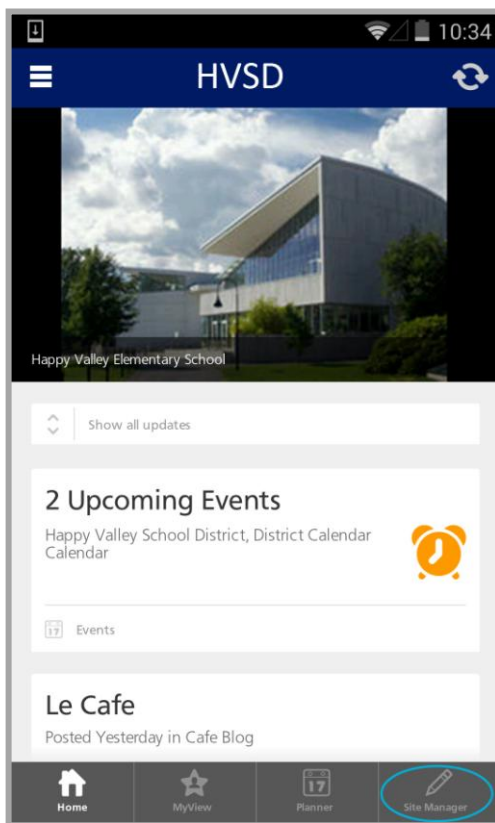 10:34
HVSD
Happy Valley Elementary School
Show all updates
2 Upcoming Events
Happy Valley School District, District Calendar
Calendar
17 Events
Le Cafe
Posted Yesterday in Cafe Blog
17
Home MyView Planner Site Manager